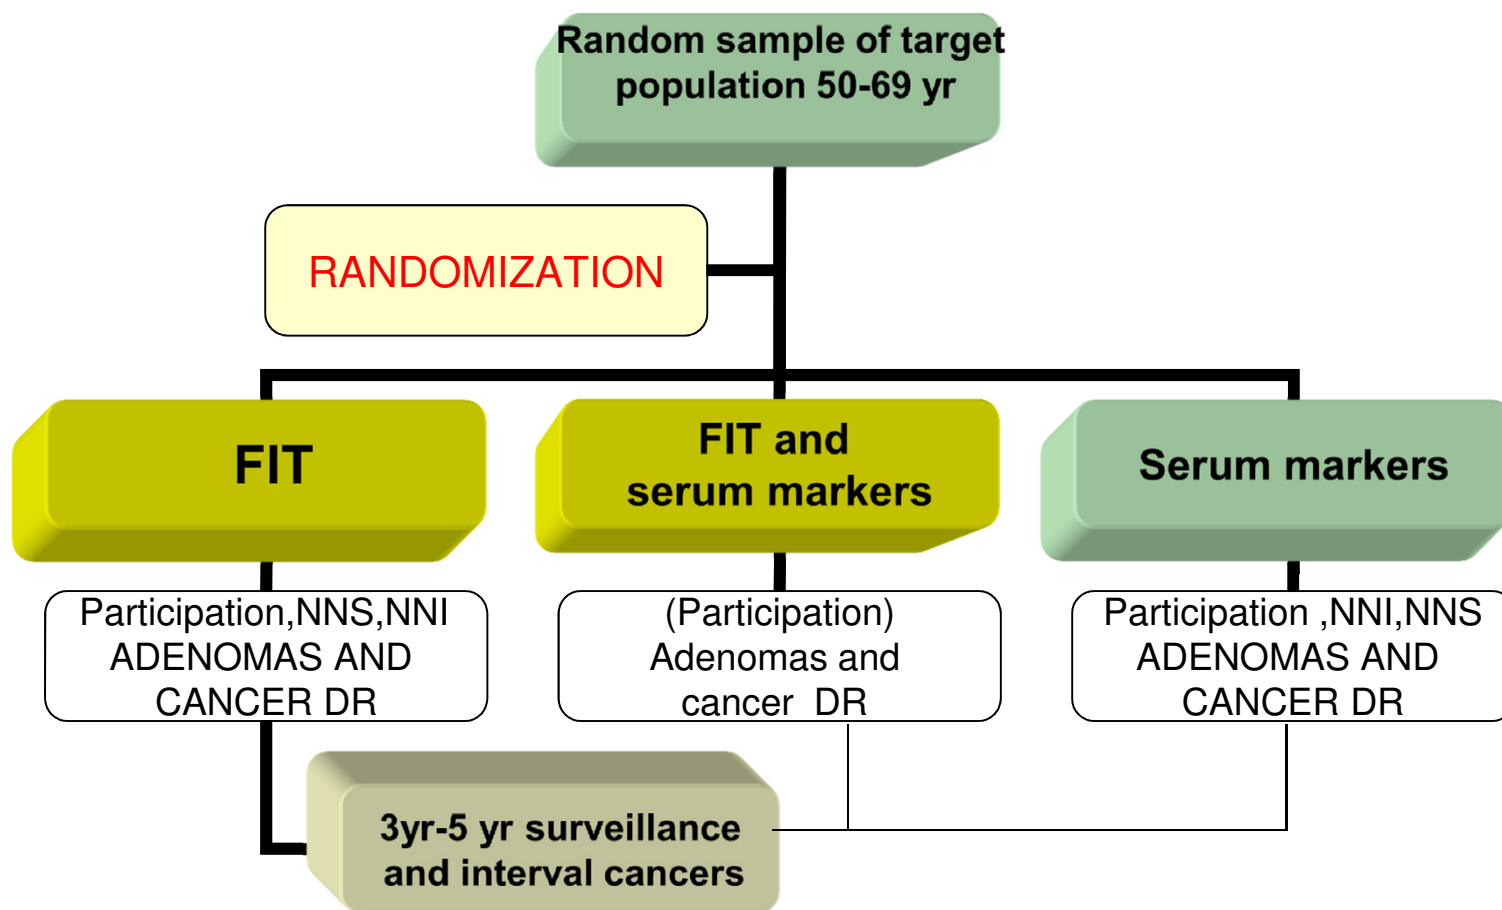 Random sample of target
population 50-69 yr
RANDOMIZATION
FIT
FIT and
serum markers
Serum markers
Participation,NNS,NNI
ADENOMAS AND
CANCER DR
(Participation)
Adenomas and
cancer DR
Participation ,NNI,NNS
ADENOMAS AND
CANCER DR
3yr-5 yr surveillance
and interval cancers